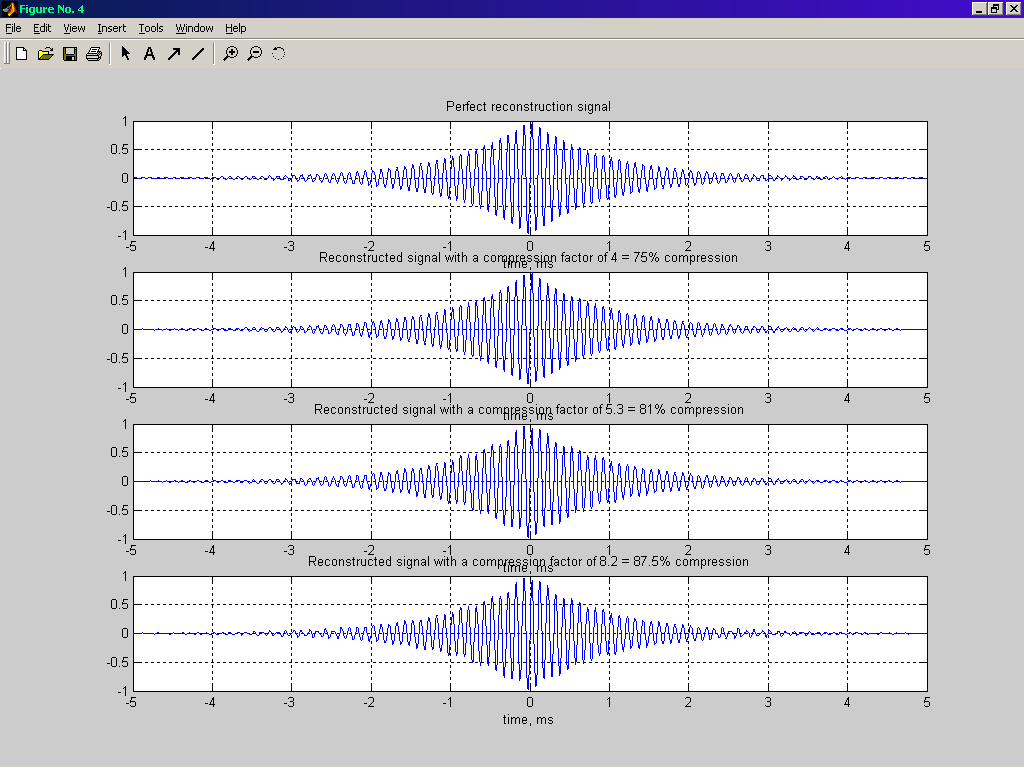 Figure No. 4
File Edit View Insert Tools Window Help
A
Perfect reconstruction signal
1
0.5
0
-0.5
-1
-5 -4 -3 -2 -1 0 1 2 3 4 5
time, ms
Reconstructed signal with a compression factor of 4 = 75% compression
1
0.5
0
-0.5
-1
-5 -4 -3 -2 -1 0 1 2 3 4 5
time, ms
Reconstructed signal with a compression factor of 5.3 = 81% compression
1
0.5
0
-0.5
-1
-5 -4 -3 -2 -1 0 1 2 3 4 5
time, ms
Reconstructed signal with a compression factor of 8.2 = 87.5% compression
1
0.5
0
-0.5
-1
-5 -4 -3 -2 -1 0 1 2 3 4 5
time, ms